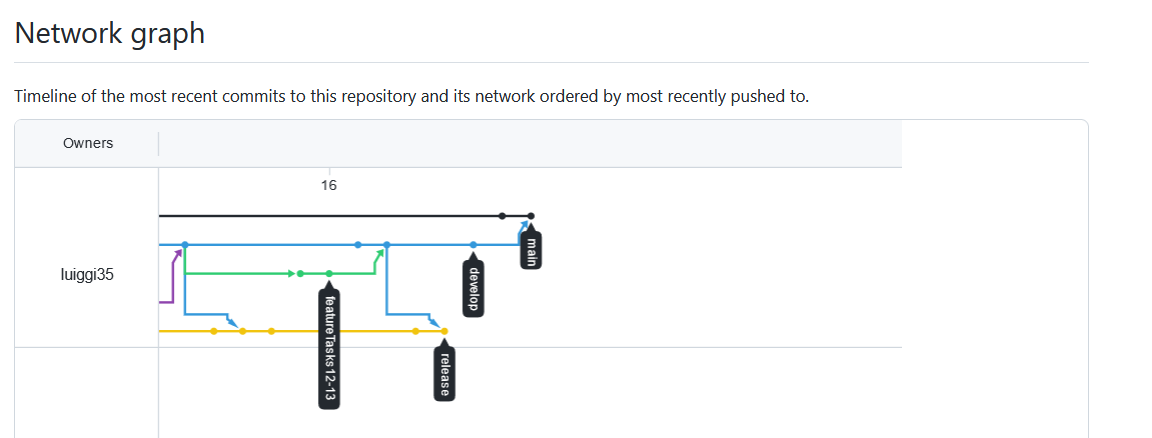 Network graph
Timeline of the most recent commits to this repository and its network ordered by most recently pushed to.
Owners
16
luiggi35
main
develop
featureTasks12-13
release